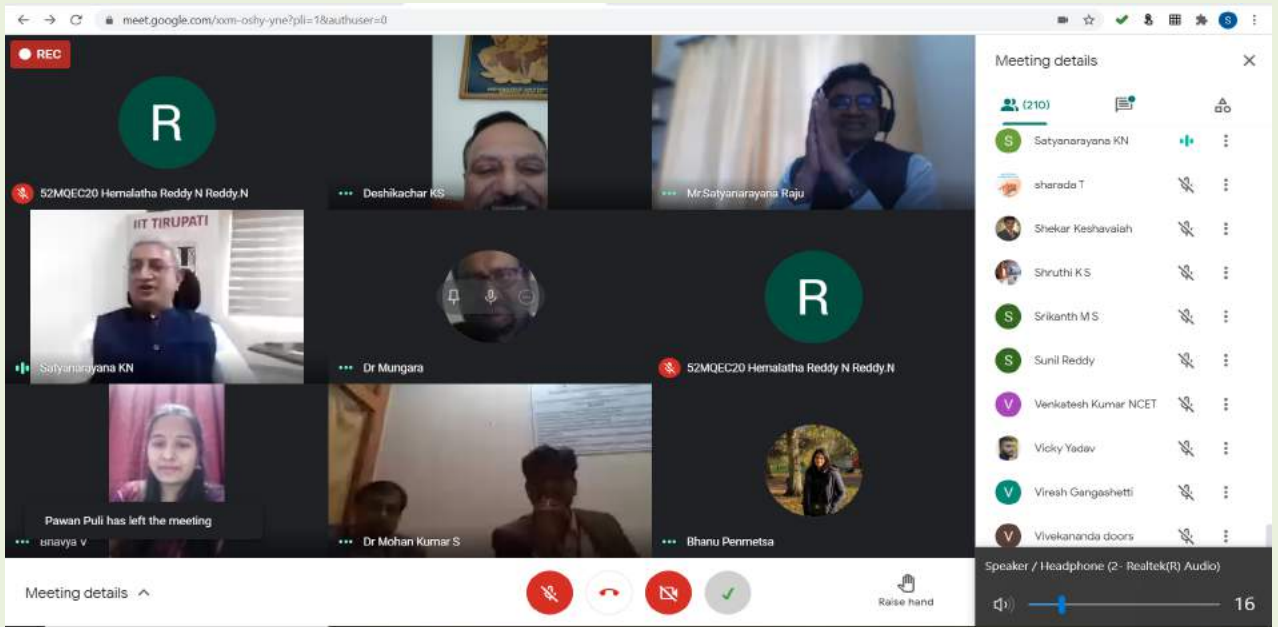 meet.google.com/xxm-oshy-yne?pli=1&authuser=0
S
REC
R
52MQEC20 Hemalatha Reddy N Reddy.N
Deshikachar KS
Mr.Satyanarayana Raju
IIT TIRUPATI
Satyanarayana KN
Dr Mungara
R
52MQEC20 Hemalatha Reddy N Reddy.N
Pawan Puli has left the meeting
Bhavya V
Dr Mohan Kumar S
Bhanu Penmetsa
Meeting details
(210)
S
Satyanarayana KN
sharada T
Shekar Keshavaiah
Shruthi K S
S
Srikanth M S
S
Sunil Reddy
V
Venkatesh Kumar NCET
Vicky Yadav
V
Viresh Gangashetti
V
Vivekananda doors
Speaker / Headphone (2- Realtek(R) Audio)
16
Meeting details
Raise hand